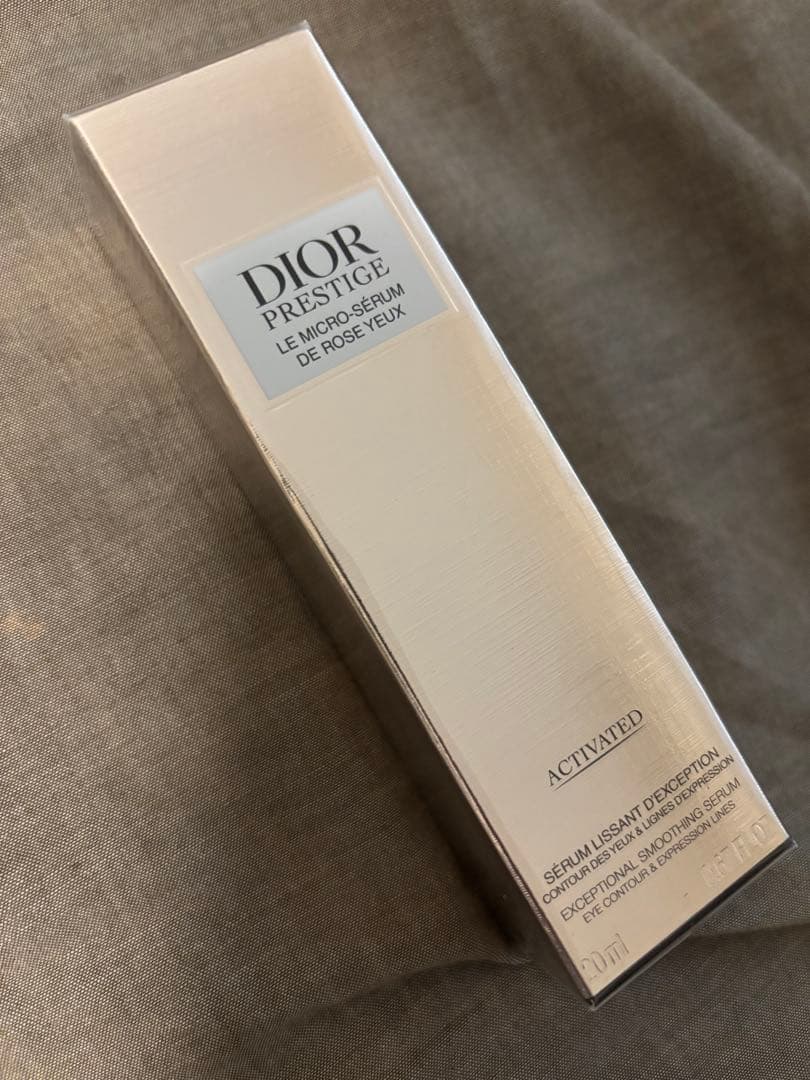 DIOR
PRESTIGE
LE MICRO-SÉRUM
DE ROSE YEUX
ACTIVATED
SÉRUM LISSANT D'EXCEPTION
CONTOUR DES YEUX & LIGNES D'EXPRESSION
EXCEPTIONAL SMOOTHING SERUM
EYE CONTOUR & EXPRESSION LINES
20ml